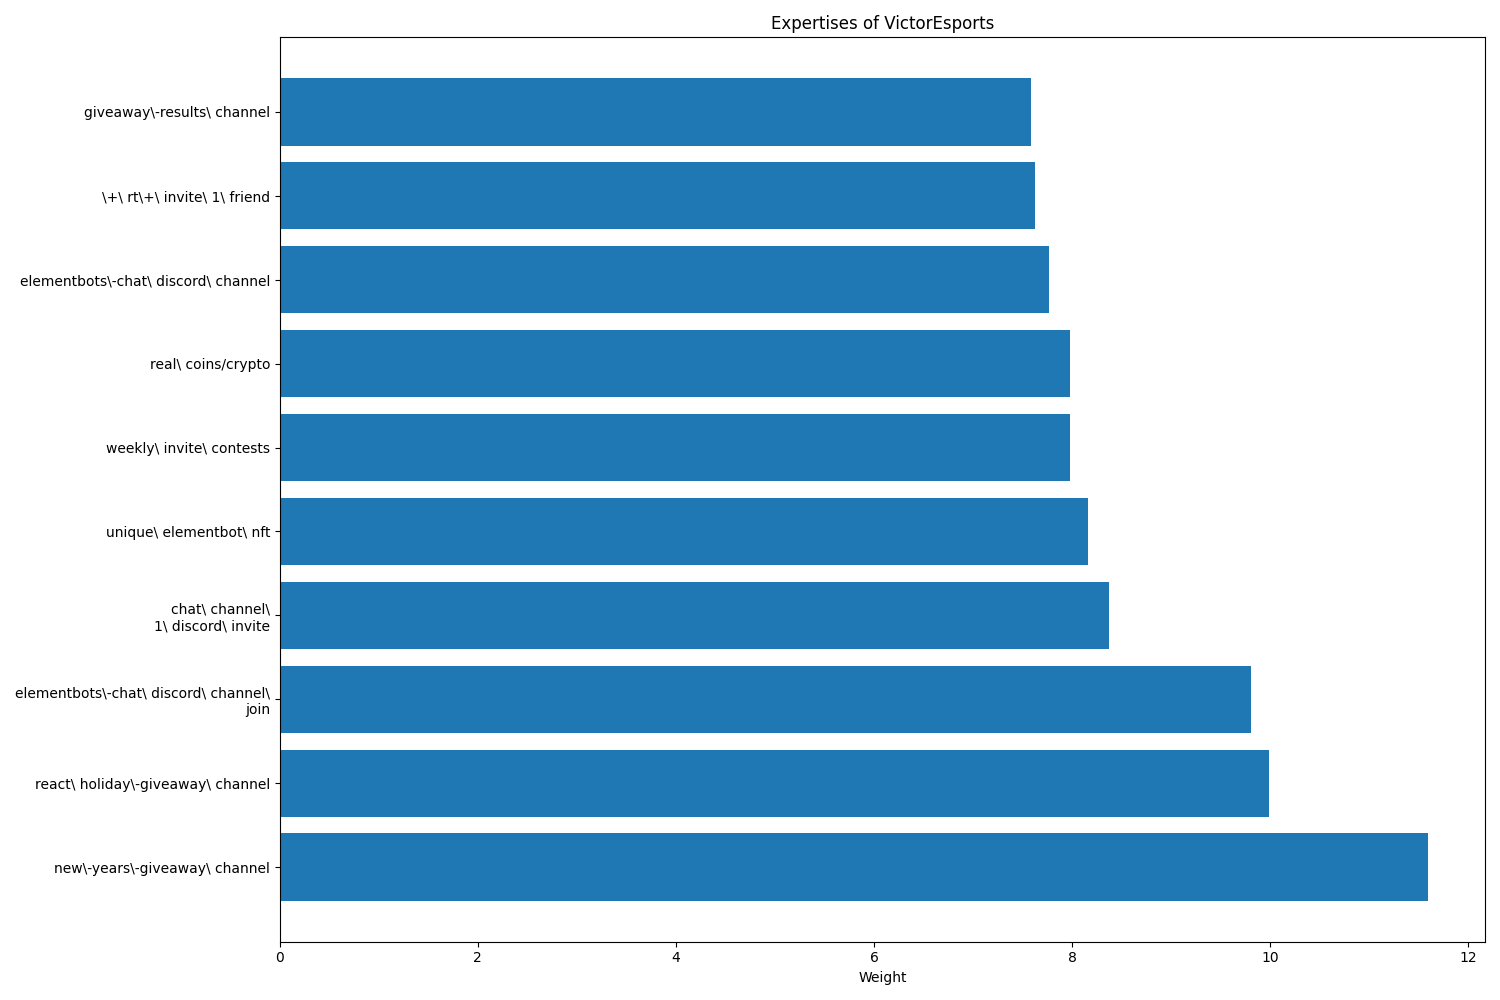 Expertises of VictorEsports
giveaway\-results\ channel
\+\ rt\+\ invite\ 1\ friend
elementbots\-chat\ discord\ channel
real\ coins/crypto
weekly\ invite\ contests
unique\ elementbot\ nft
chat\ channel\
1\ discord\ invite
elementbots\-chat\ discord\ channel\
join
react\ holiday\-giveaway\ channel
new\-years\-giveaway\ channel
0 2 4 6 8 10 12
Weight